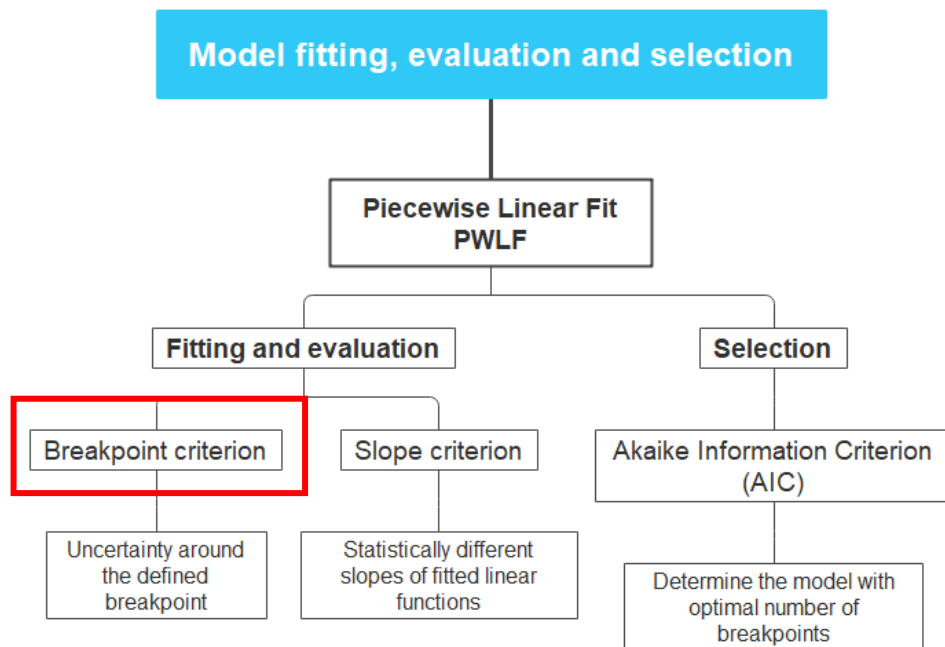 Model fitting, evaluation and selection
Piecewise Linear Fit
PWLF
Fitting and evaluation
Selection
Breakpoint criterion
Slope criterion
Akaike Information Criterion
(AIC)
Uncertainty around
the defined
breakpoint
Statistically different
slopes of fitted linear
functions
Determine the model with
optimal number of
breakpoints